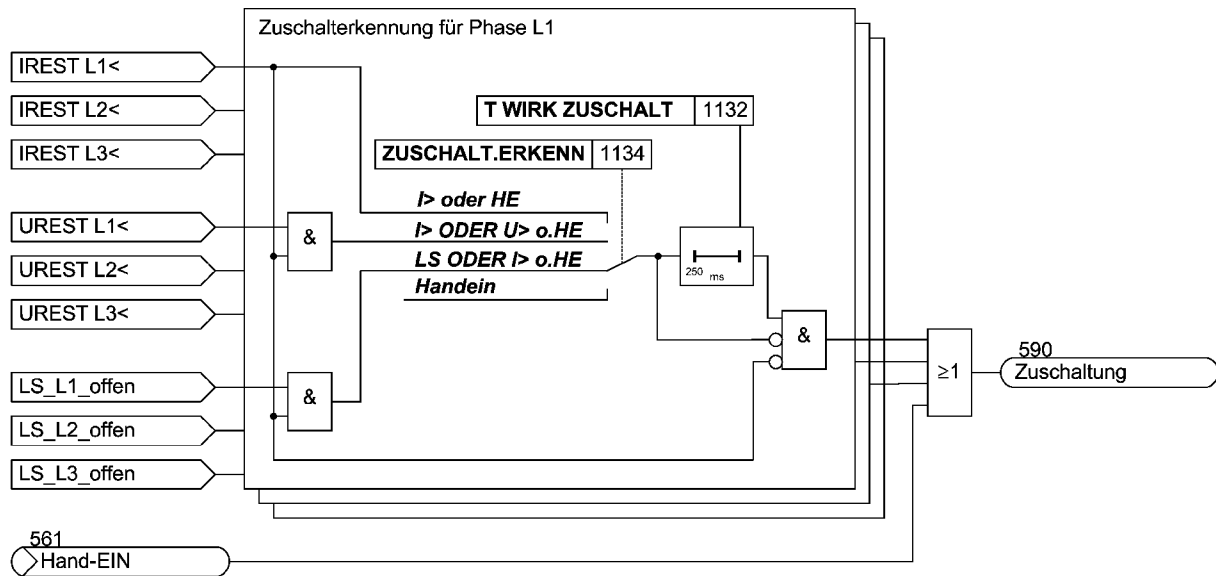 Zuschalterkennung für Phase L1
IREST L1<
IREST L2<
IREST L3<
T WIRK ZUSCHALT 1132
ZUSCHALT.ERKENN 1134
I> oder HE
UREST L1<
&
I> ODER U> o.HE
UREST L2<
LS ODER I> o.HE
250 ms
Handein
UREST L3<
&
590
LS_L1_offen
&
≥1
Zuschaltung
LS_L2_offen
LS_L3_offen
561
Hand-EIN